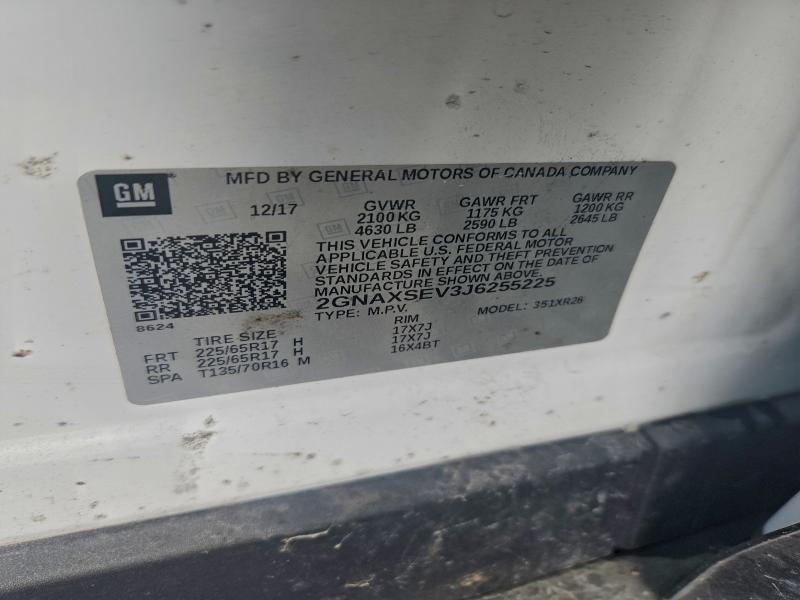 GM
MFD BY GENERAL MOTORS OF CANADA COMPANY
12/17 GVWR GAWR FRT GAWR RR
2100 KG 1175 KG 1200 KG
4630 LB 2590 LB 2645 LB
THIS VEHICLE CONFORMS TO ALL
APPLICABLE U.S. FEDERAL MOTOR
VEHICLE SAFETY AND THEFT PREVENTION
STANDARDS IN EFFECT ON THE DATE OF
MANUFACTURE SHOWN ABOVE.
2GNAXSEV3J6255225
TYPE: M.P.V. MODEL: 351XR26
8624
TIRE SIZE RIM
FRT 225/65R17 H 17X7J
RR 225/65R17 H 17X7J
SPA T135/70R16 M 16X4BT